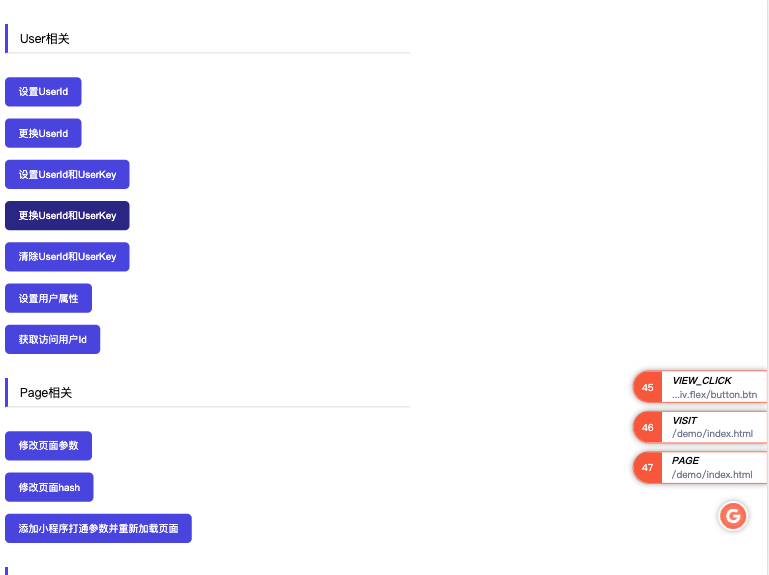 User相关
设置UserId
更换UserId
设置UserId和UserKey
更换UserId和UserKey
清除UserId和UserKey
设置用户属性
获取访问用户Id
Page相关
修改页面参数
修改页面hash
添加小程序打通参数并重新加载页面
45
VIEW_CLICK
...iv.flex/button.btn
46
VISIT
/demo/index.html
47
PAGE
/demo/index.html
G